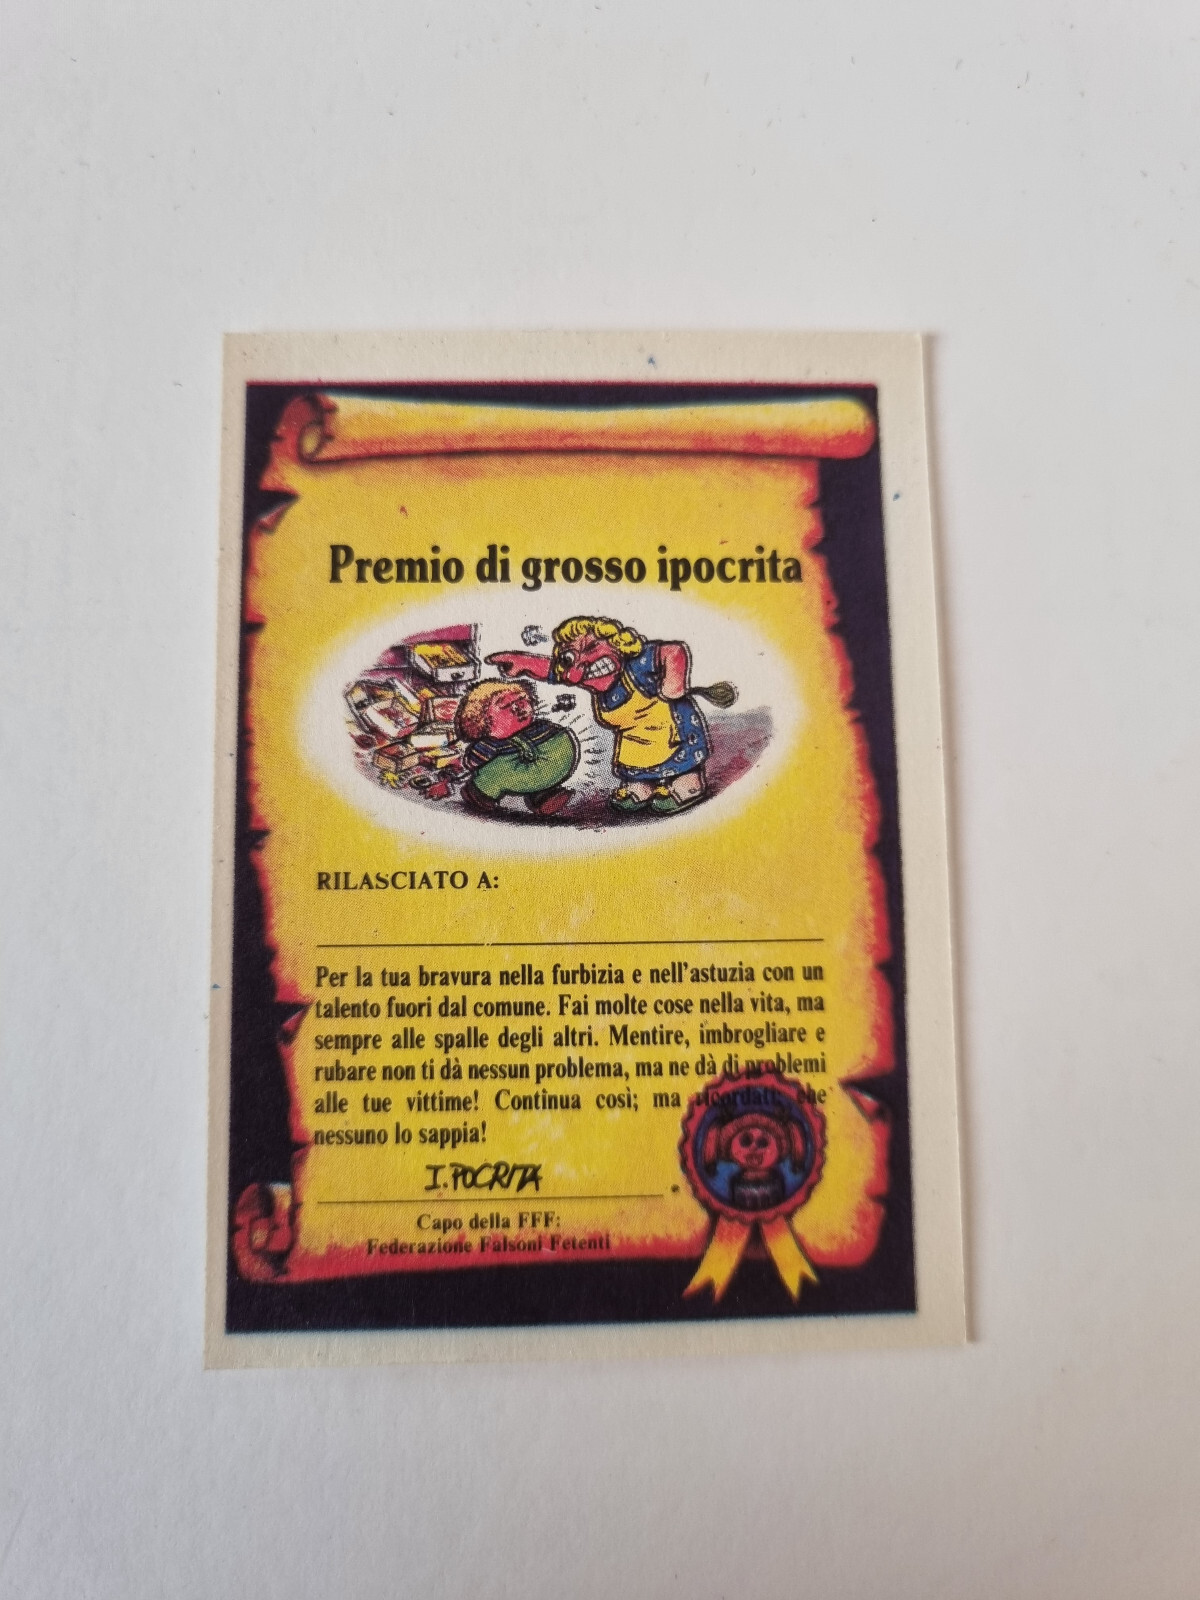 Premio di grosso ipocrita
RILASCIATO A:
Per la tua bravura nella furbizia e nell'astuzia con un
talento fuori dal comune. Fai molte cose nella vita, ma
sempre alle spalle degli altri. Mentire, imbrogliare e
rubare non ti dà nessun problema, ma ne dà di problemi
alle tue vittime! Continua così; ma ricordati: che
nessuno lo sappia!
I. POCRITA
Capo della FFF:
Federazione Falsoni Fetenti